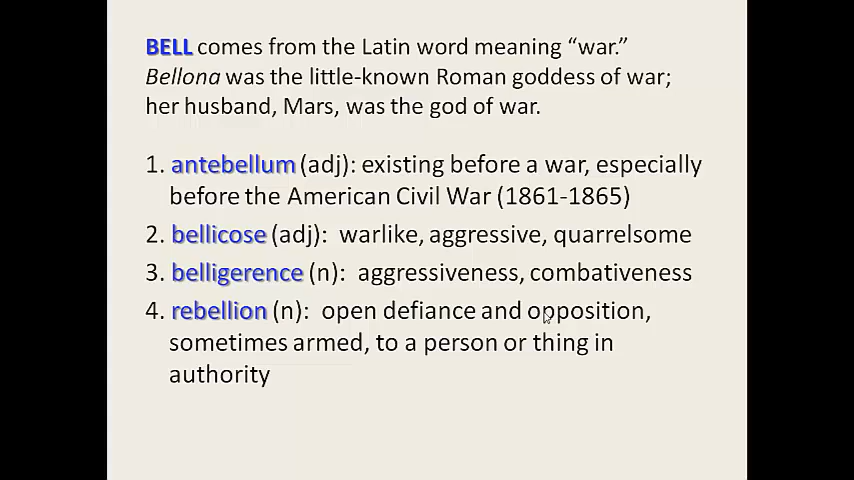 BELL comes from the Latin word meaning “war.”
Bellona was the little-known Roman goddess of war;
her husband, Mars, was the god of war.
1. antebellum (adj): existing before a war, especially
before the American Civil War (1861-1865)
2. bellicose (adj): warlike, aggressive, quarrelsome
3. belligerence (n): aggressiveness, combativeness
4. rebellion (n): open defiance and opposition,
sometimes armed, to a person or thing in
authority